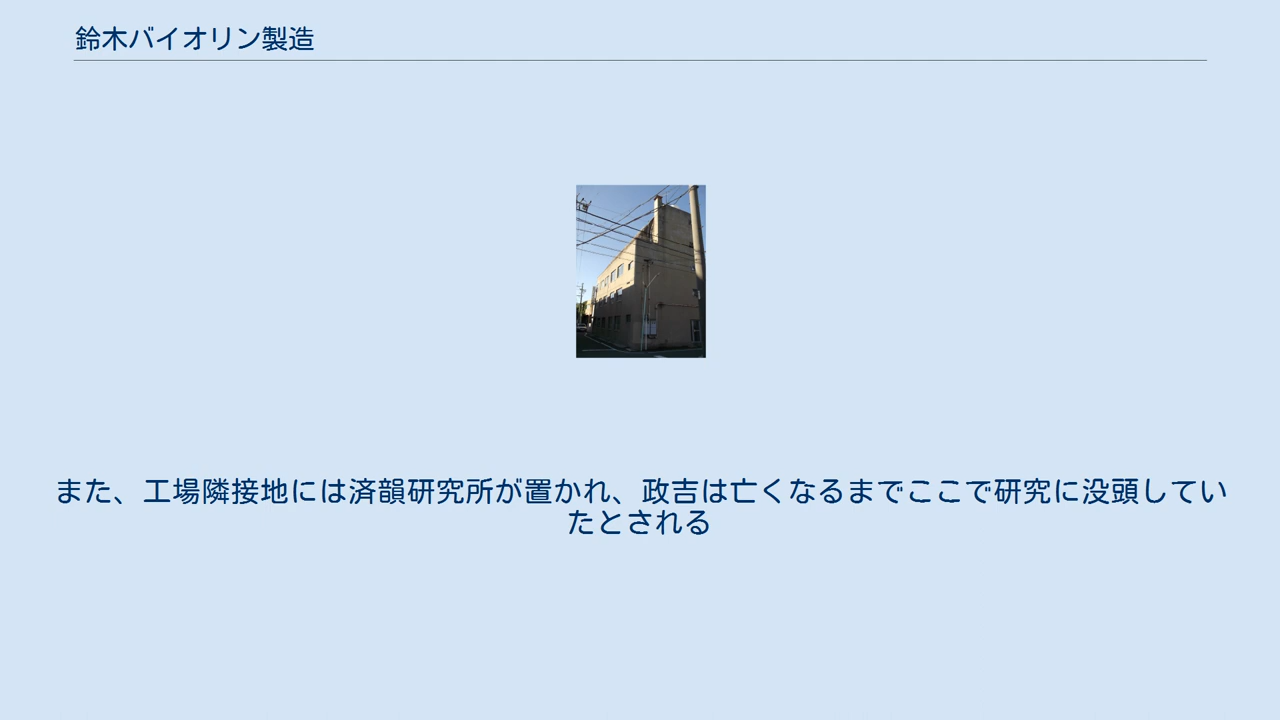 鈴木バイオリン製造
また、工場隣接地には済韻研究所が置かれ、政吉は亡くなるまでここで研究に没頭してい
たとされる